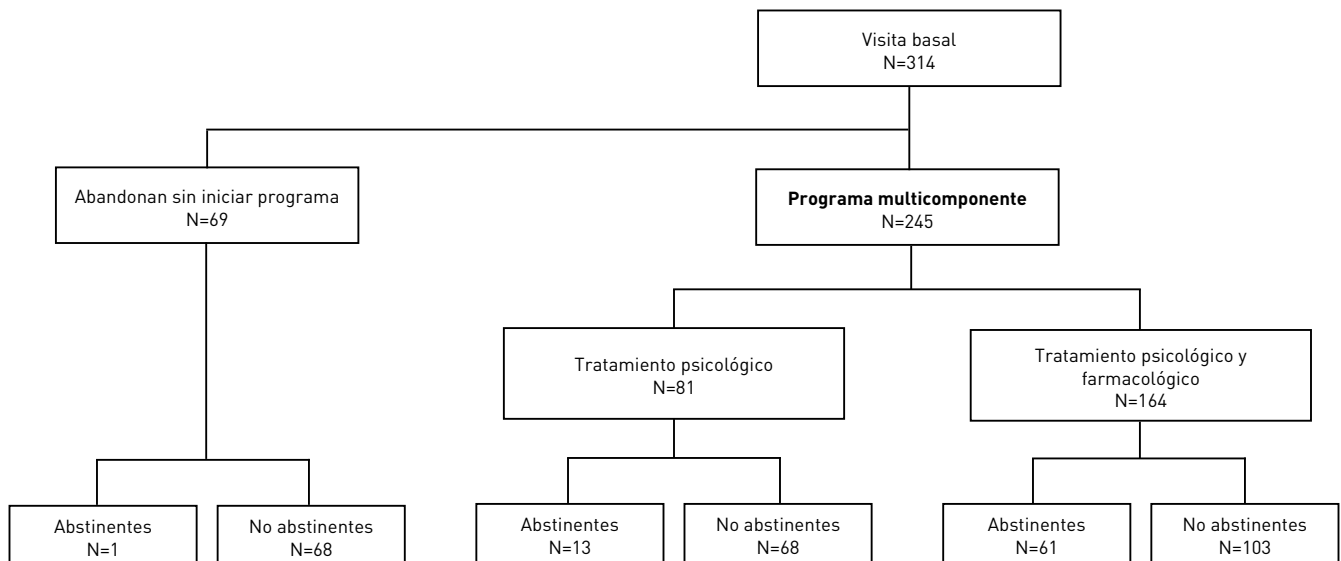 Visita basal
N=314
Abandonan sin iniciar programa
N=69
Programa multicomponente
N=245
Tratamiento psicológico
N=81
Tratamiento psicológico y
farmacológico
N=164
Abstinentes
N=1
No abstinentes
N=68
Abstinentes
N=13
No abstinentes
N=68
Abstinentes
N=61
No abstinentes
N=103